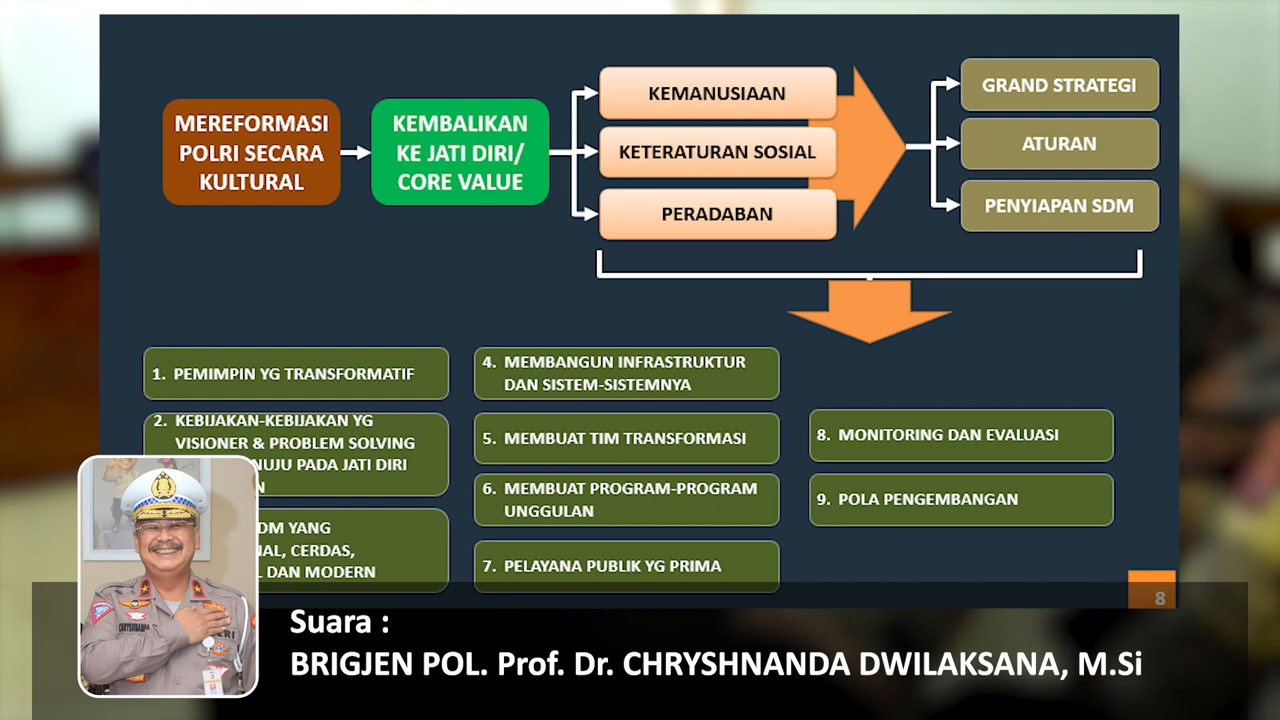 MEREFORMASI
POLRI SECARA
KULTURAL
KEMBALIKAN
KE JATI DIRI/
CORE VALUE
KEMANUSIAAN
KETERATURAN SOSIAL
PERADABAN
GRAND STRATEGI
ATURAN
PENYIAPAN SDM
1. PEMIMPIN YG TRANSFORMATIF
2. KEBIJAKAN-KEBIJAKAN YG
VISIONER & PROBLEM SOLVING
PADA JATI DIRI
YANG
CERDAS,
DAN MODERN
4. MEMBANGUN INFRASTRUKTUR
DAN SISTEM-SISTEMNYA
5. MEMBUAT TIM TRANSFORMASI
6. MEMBUAT PROGRAM-PROGRAM
UNGGULAN
7. PELAYANA PUBLIK YG PRIMA
8. MONITORING DAN EVALUASI
9. POLA PENGEMBANGAN
8
Suara :
BRIGJEN POL. Prof. Dr. CHRYSHNANDA DWILAKSANA, M.Si